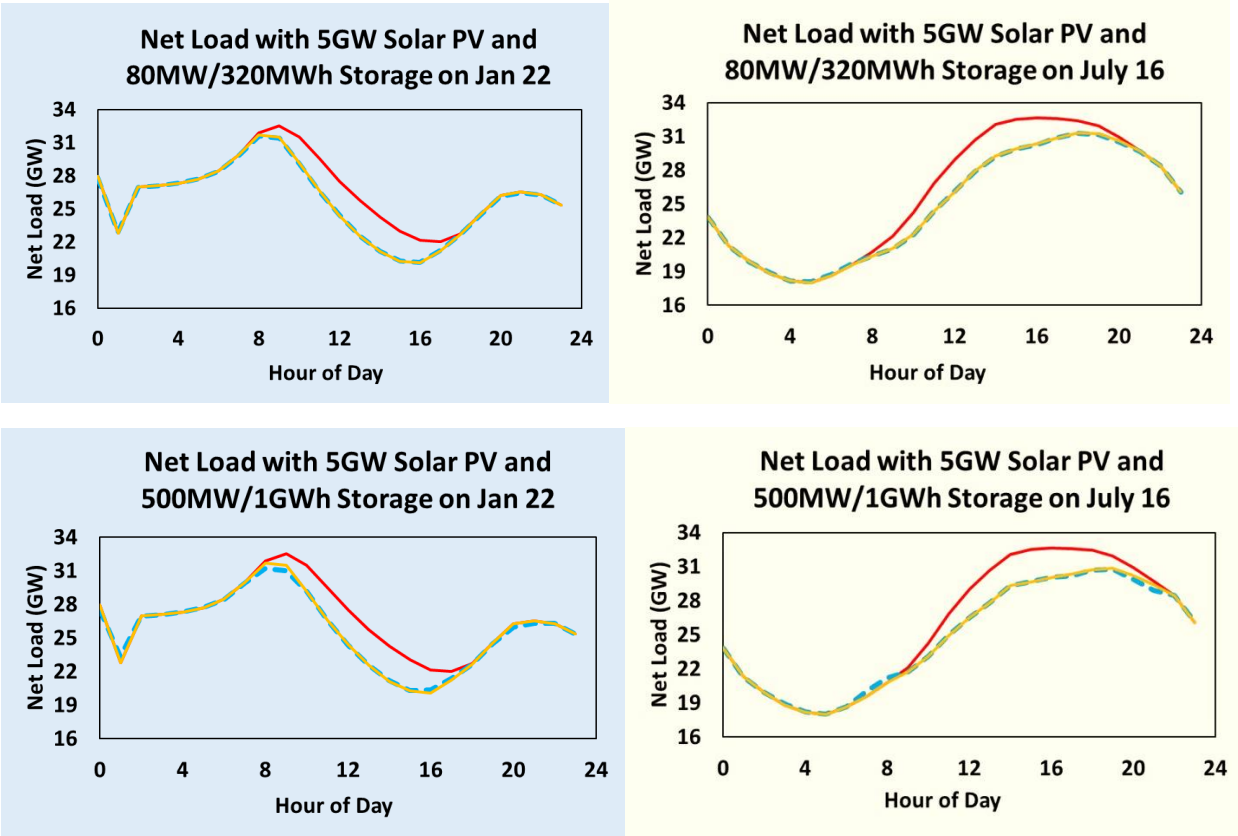 Net Load with 5GW Solar PV and
80MW/320MWh Storage on Jan 22
34
31
28
25
22
19
16
Net Load (GW)
0 4 8 12 16 20 24
Hour of Day
Net Load with 5GW Solar PV and
80MW/320MWh Storage on July 16
34
31
28
25
22
19
16
Net Load (GW)
0 4 8 12 16 20 24
Hour of Day
Net Load with 5GW Solar PV and
500MW/1GWh Storage on Jan 22
34
31
28
25
22
19
16
Net Load (GW)
0 4 8 12 16 20 24
Hour of Day
Net Load with 5GW Solar PV and
500MW/1GWh Storage on July 16
34
31
28
25
22
19
16
Net Load (GW)
0 4 8 12 16 20 24
Hour of Day